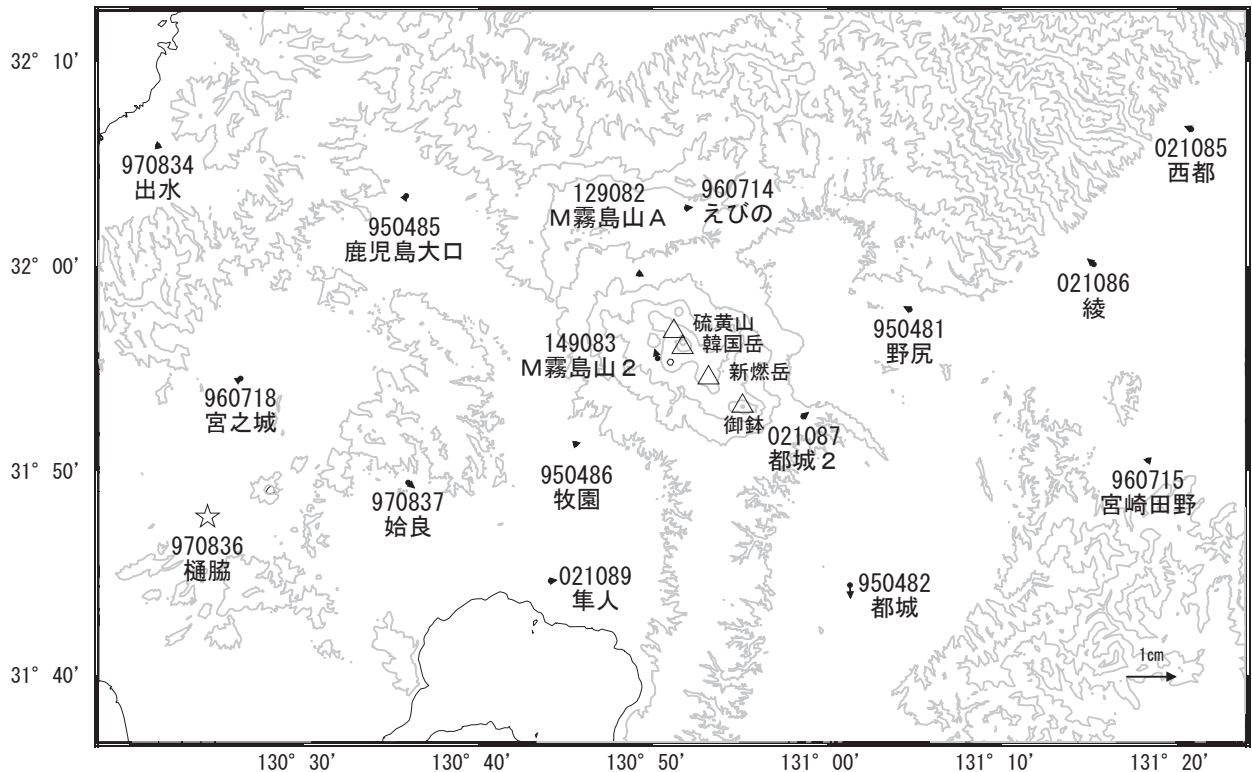 32° 10'
970834
出水
021085
西都
129082
Ｍ霧島山Ａ
960714
えびの
950485
鹿児島大口
32° 00'
021086
綾
硫黄山
韓国岳
950481
野尻
149083
Ｍ霧島山２
新燃岳
960718
宮之城
御鉢
021087
都城２
31° 50'
950486
牧園
960715
宮崎田野
970837
姶良
970836
樋脇
021089
隼人
950482
都城
31° 40'
1cm
130° 30'
130° 40'
130° 50'
131° 00'
131° 10'
131° 20'